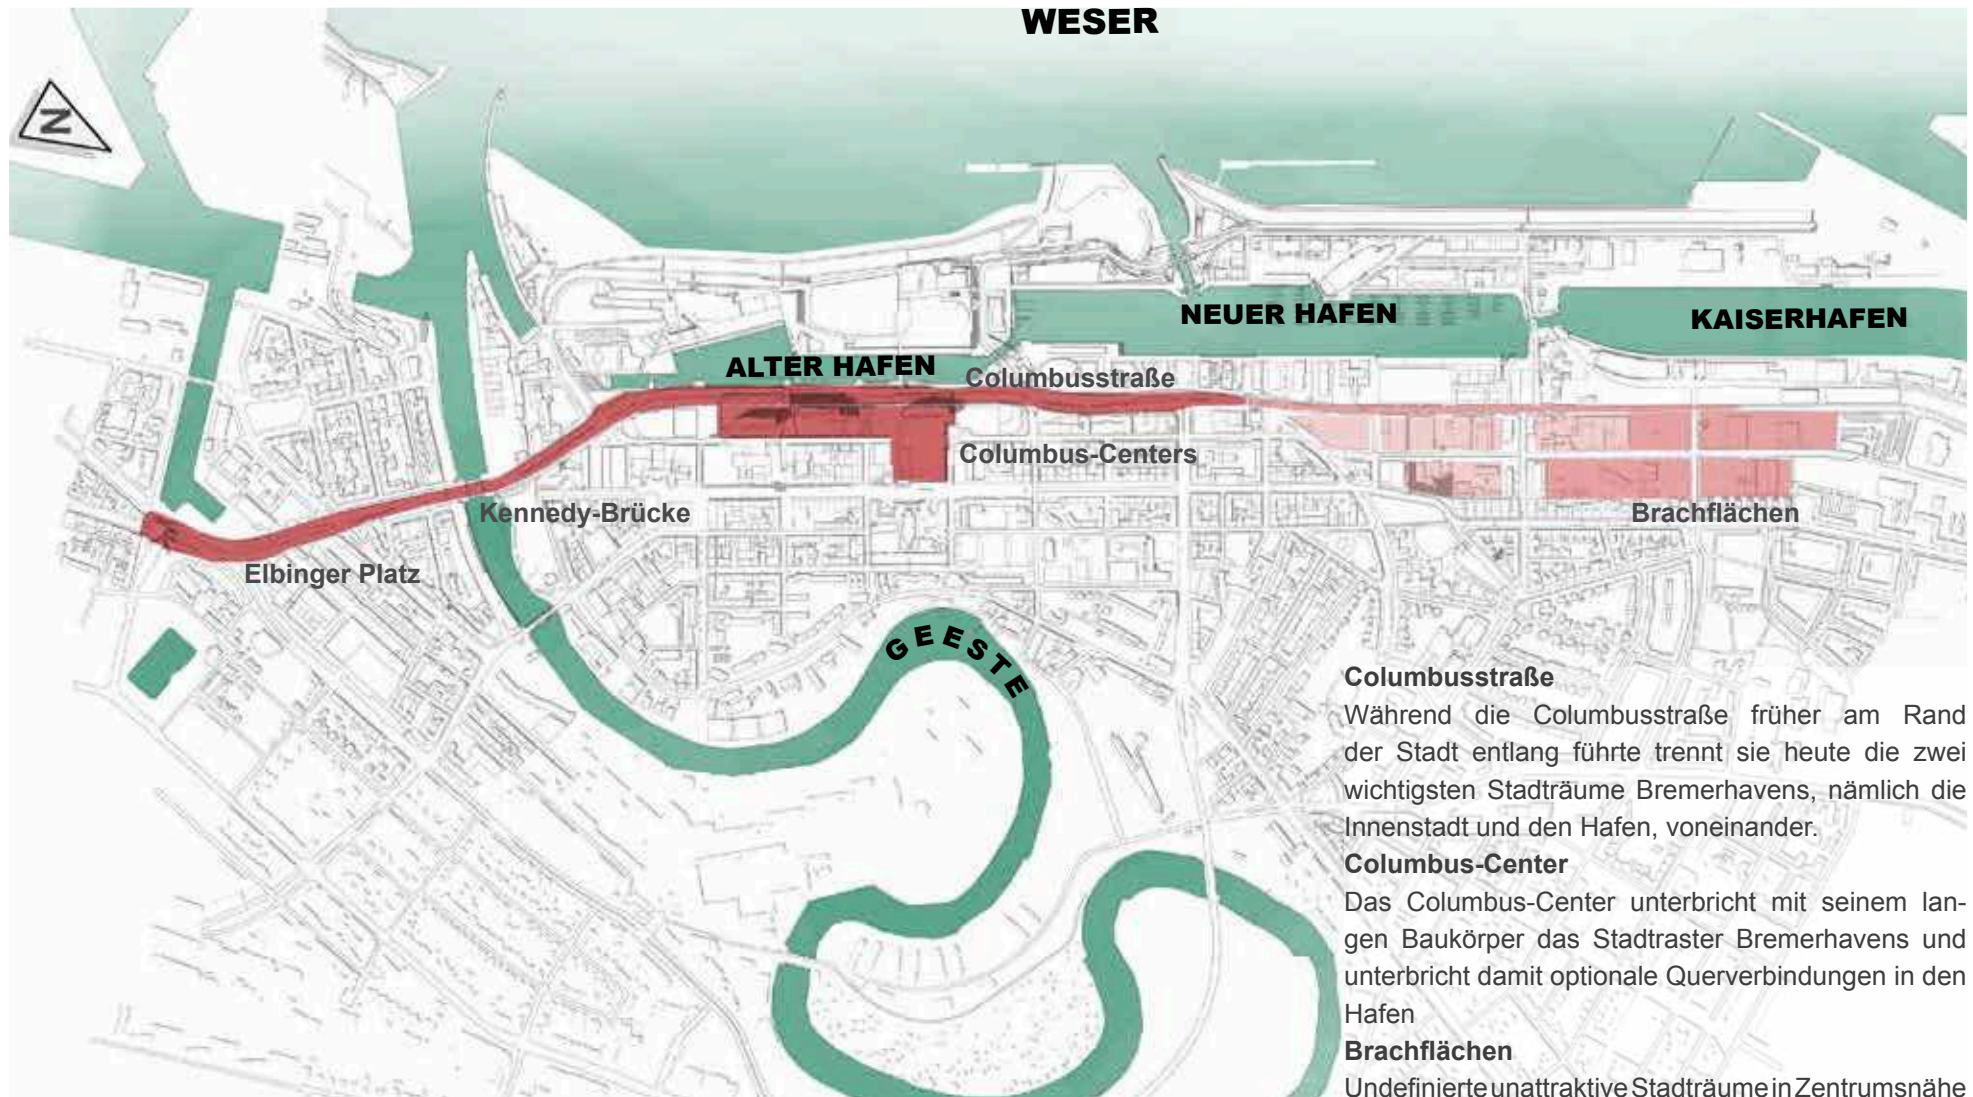 WESER
N
NEUER HAFEN
KAISERHAFEN
ALTER HAFEN
Columbusstraße
Columbus-Centers
Kennedy-Brücke
Brachflächen
Elbinger Platz
GEESTE
Columbusstraße
Während die Columbusstraße früher am Rand
der Stadt entlang führte trennt sie heute die zwei
wichtigsten Stadträume Bremerhavens, nämlich die
Innenstadt und den Hafen, voneinander.
Columbus-Center
Das Columbus-Center unterbricht mit seinem lan-
gen Baukörper das Stadtraster Bremerhavens und
unterbricht damit optionale Querverbindungen in den
Hafen
Brachflächen
Undefinierte unattraktive Stadträume in Zentrumsnähe